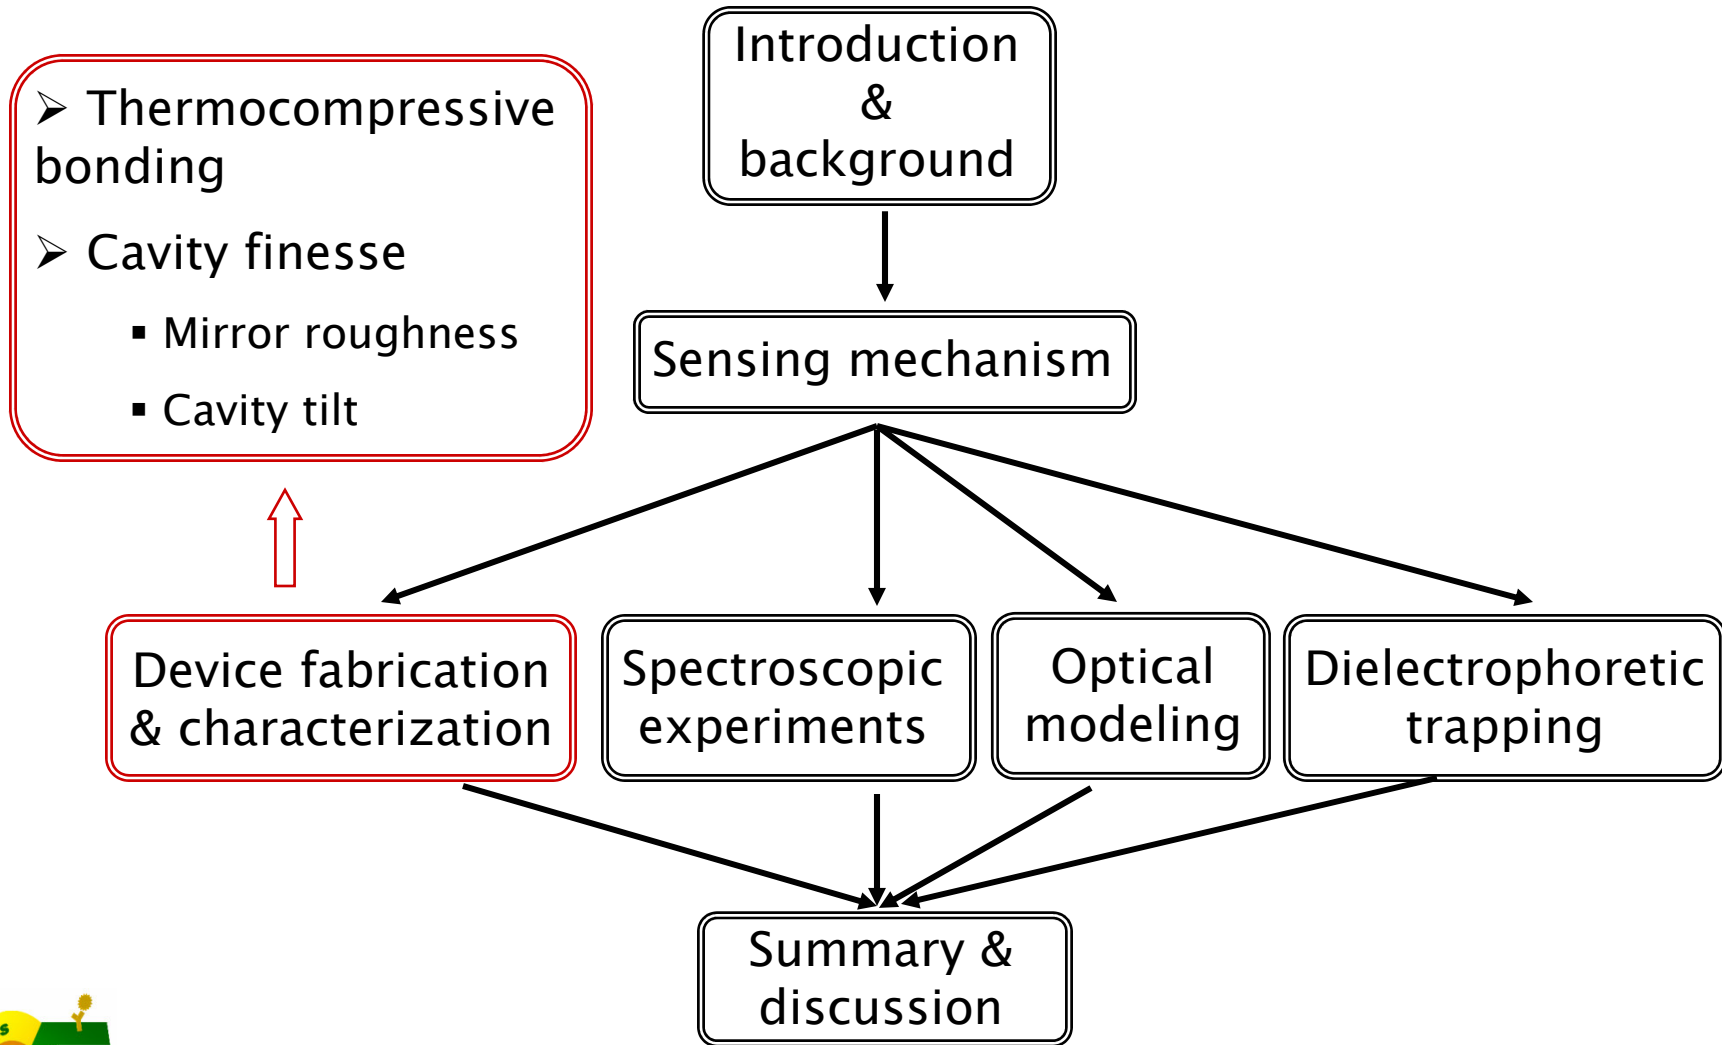 ➢ Thermocompressive
bonding
➢ Cavity finesse
▪ Mirror roughness
▪ Cavity tilt
Introduction
&
background
Sensing mechanism
Device fabrication
& characterization
Spectroscopic
experiments
Optical
modeling
Dielectrophoretic
trapping
Summary &
discussion